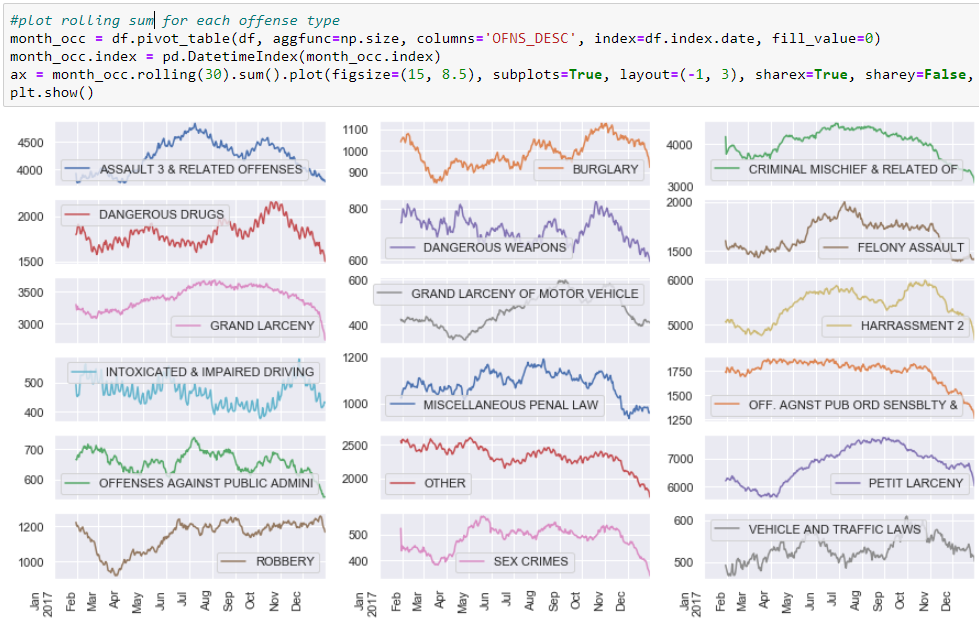 #plot rolling sum for each offense type
month_occ = df.pivot_table(df, aggfunc=np.size, columns='OFNS_DESC', index=df.index.date, fill_value=0)
month_occ.index = pd.DatetimeIndex(month_occ.index)
ax = month_occ.rolling(30).sum().plot(figsize=(15, 8.5), subplots=True, layout=(-1, 3), sharex=True, sharey=False,
plt.show()
4500
4000
ASSAULT 3 & RELATED OFFENSES
1100
1000
900
BURGLARY
4000
3000
CRIMINAL MISCHIEF & RELATED OF
2000
1500
DANGEROUS DRUGS
800
600
DANGEROUS WEAPONS
2000
1500
FELONY ASSAULT
3500
3000
GRAND LARCENY
600
400
GRAND LARCENY OF MOTOR VEHICLE
6000
5000
HARRASSMENT 2
500
400
INTOXICATED & IMPAIRED DRIVING
1200
1000
MISCELLANEOUS PENAL LAW
1750
1500
1250
OFF. AGNST PUB ORD SENSBLTY &
700
600
OFFENSES AGAINST PUBLIC ADMINI
2500
2000
OTHER
7000
6000
PETIT LARCENY
1200
1000
ROBBERY
500
400
SEX CRIMES
600
500
VEHICLE AND TRAFFIC LAWS
Jan
2017
Feb
Mar
Apr
May
Jun
Jul
Aug
Sep
Oct
Nov
Dec
Jan
2017
Feb
Mar
Apr
May
Jun
Jul
Aug
Sep
Oct
Nov
Dec
Jan
2017
Feb
Mar
Apr
May
Jun
Jul
Aug
Sep
Oct
Nov
Dec